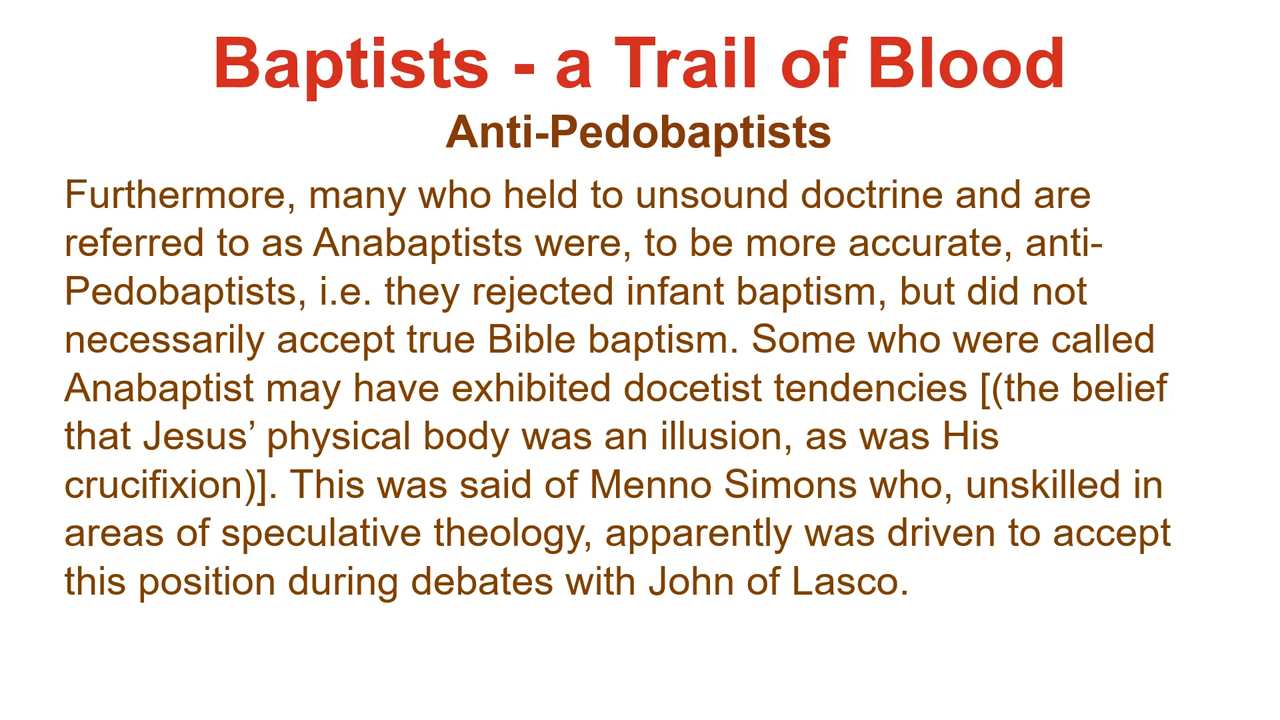 Baptists - a Trail of Blood
Anti-Pedobaptists
Furthermore, many who held to unsound doctrine and are
referred to as Anabaptists were, to be more accurate, anti-
Pedobaptists, i.e. they rejected infant baptism, but did not
necessarily accept true Bible baptism. Some who were called
Anabaptist may have exhibited docetist tendencies [(the belief
that Jesus’ physical body was an illusion, as was His
crucifixion)]. This was said of Menno Simons who, unskilled in
areas of speculative theology, apparently was driven to accept
this position during debates with John of Lasco.